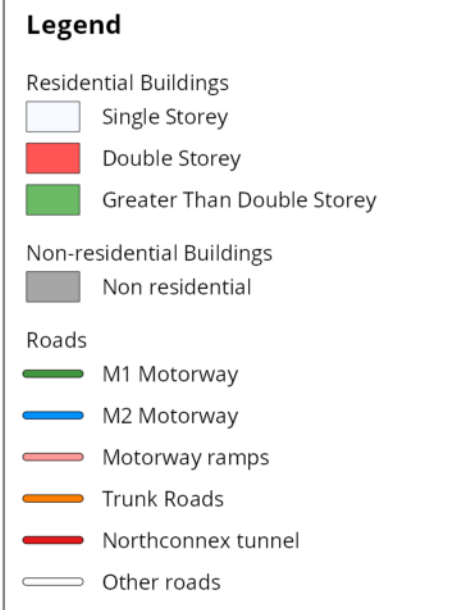 Legend
Residential Buildings
Single Storey
Double Storey
Greater Than Double Storey
Non-residential Buildings
Non residential
Roads
M1 Motorway
M2 Motorway
Motorway ramps
Trunk Roads
Northconnex tunnel
Other roads